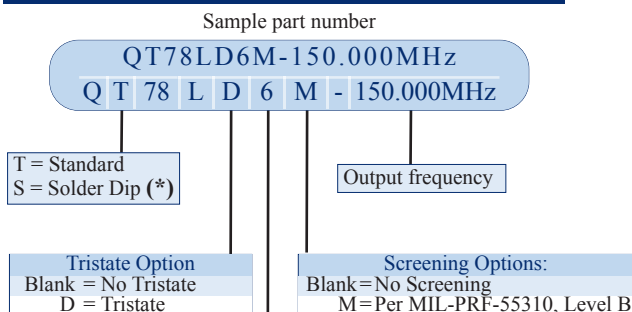 Sample part number
QT78LD6M-150.000MHz
Q T 78 L D 6 M - 150.000MHz
T = Standard
S = Solder Dip (*)
Output frequency
Tristate Option
Blank = No Tristate
D = Tristate
Screening Options:
Blank = No Screening
M = Per MIL-PRF-55310, Level B